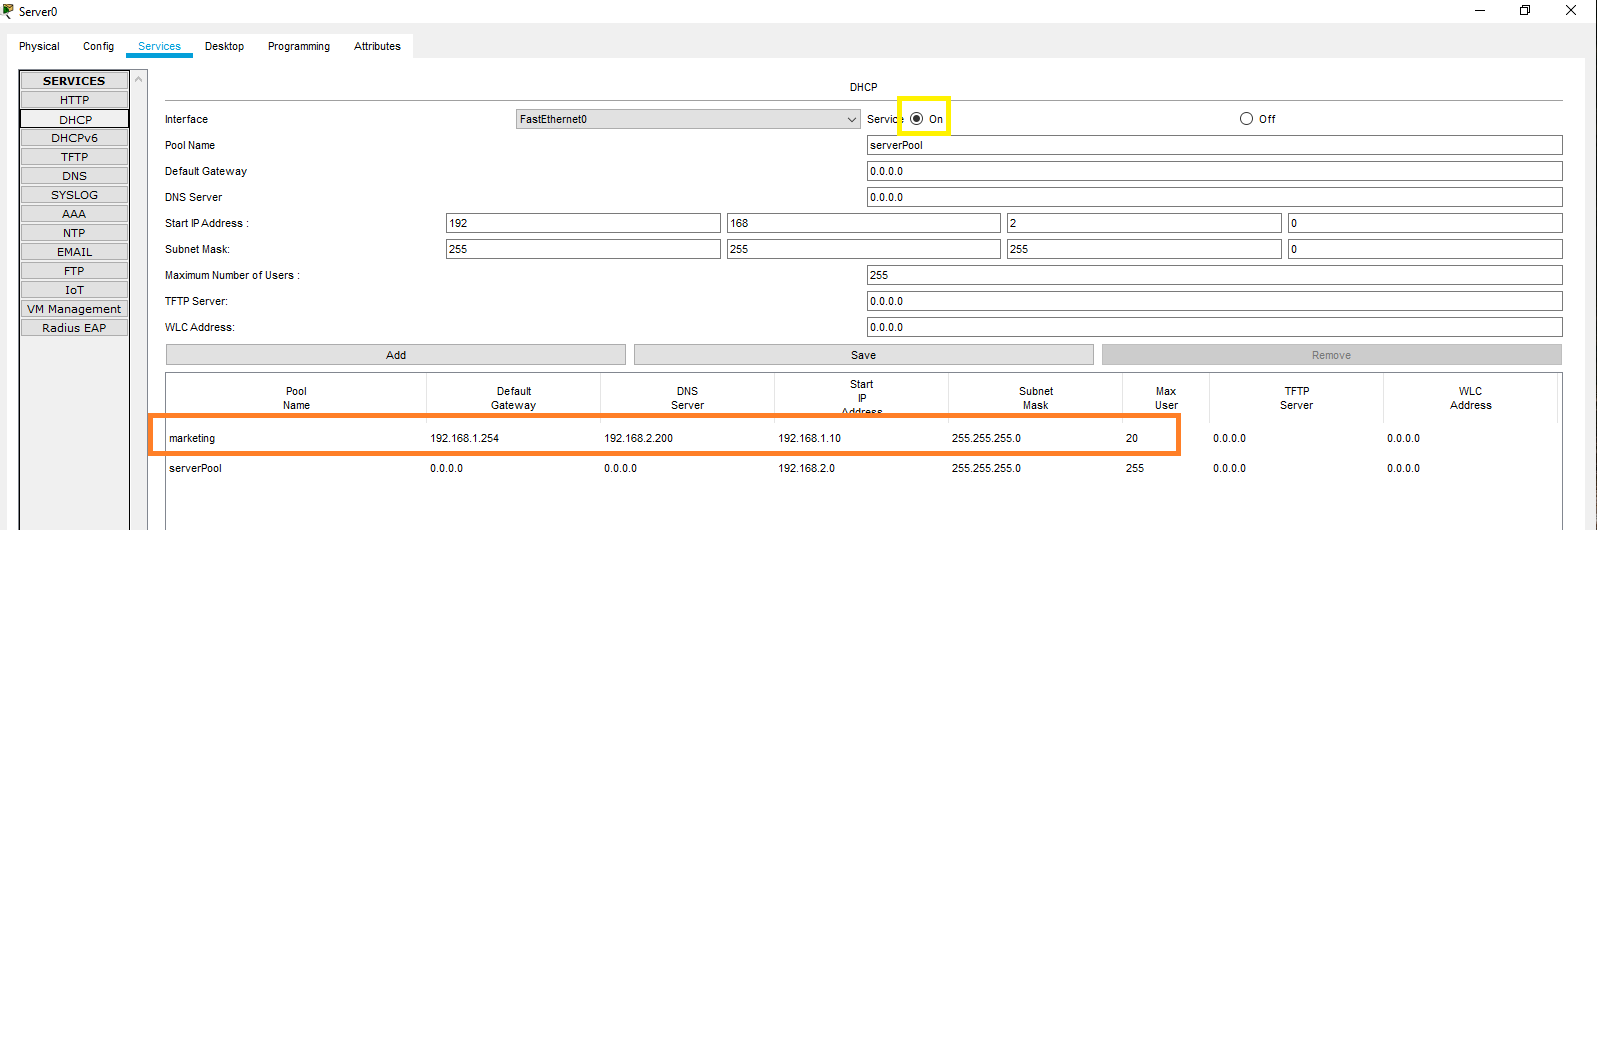 Server0
Physical Config Services Desktop Programming Attributes
SERVICES
HTTP
DHCP
DHCPv6
TFTP
DNS
SYSLOG
AAA
NTP
EMAIL
FTP
IoT
VM Management
Radius EAP
DHCP
Interface FastEthernet0 Service On Off
Pool Name serverPool
Default Gateway 0.0.0.0
DNS Server 0.0.0.0
Start IP Address : 192 168 2 0
Subnet Mask: 255 255 255 0
Maximum Number of Users : 255
TFTP Server: 0.0.0.0
WLC Address: 0.0.0.0
Add Save Remove
Pool Name Default Gateway DNS Server Start IP Address Subnet Mask Max User TFTP Server WLC Address
marketing 192.168.1.254 192.168.2.200 192.168.1.10 255.255.255.0 20 0.0.0.0 0.0.0.0
serverPool 0.0.0.0 0.0.0.0 192.168.2.0 255.255.255.0 255 0.0.0.0 0.0.0.0